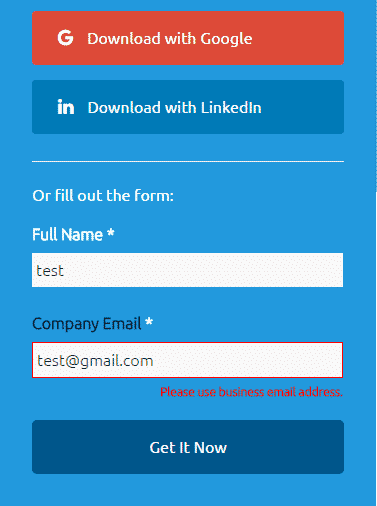 Download with Google
Download with LinkedIn
Or fill out the form:
Full Name *
test
Company Email *
test@gmail.com
Please use business email address.
Get It Now